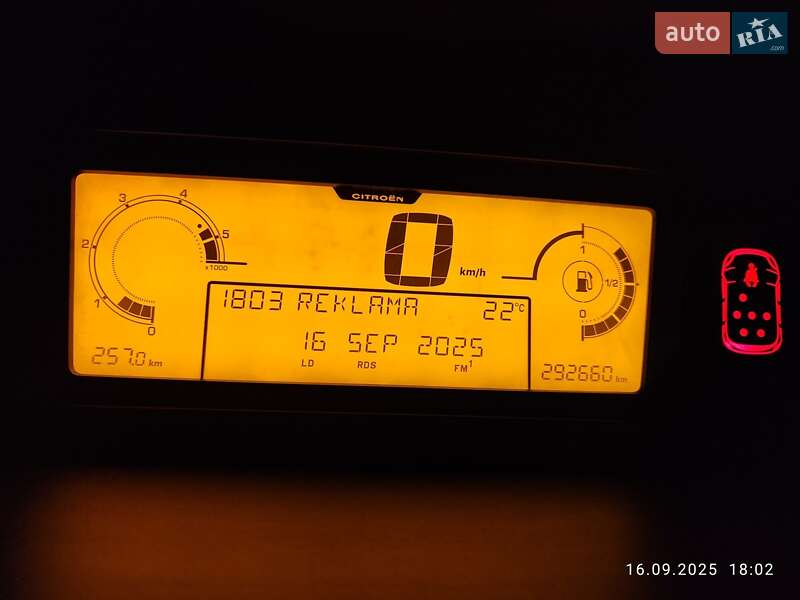 auto RIA .com
CITROËN
4
3
5
2
x1000
1
0
0 km/h
1
1/2
0
1803 REKLAMA 22°C
16 SEP 2025
LD RDS FM1
257.0 km
292660 km
16.09.2025 18:02